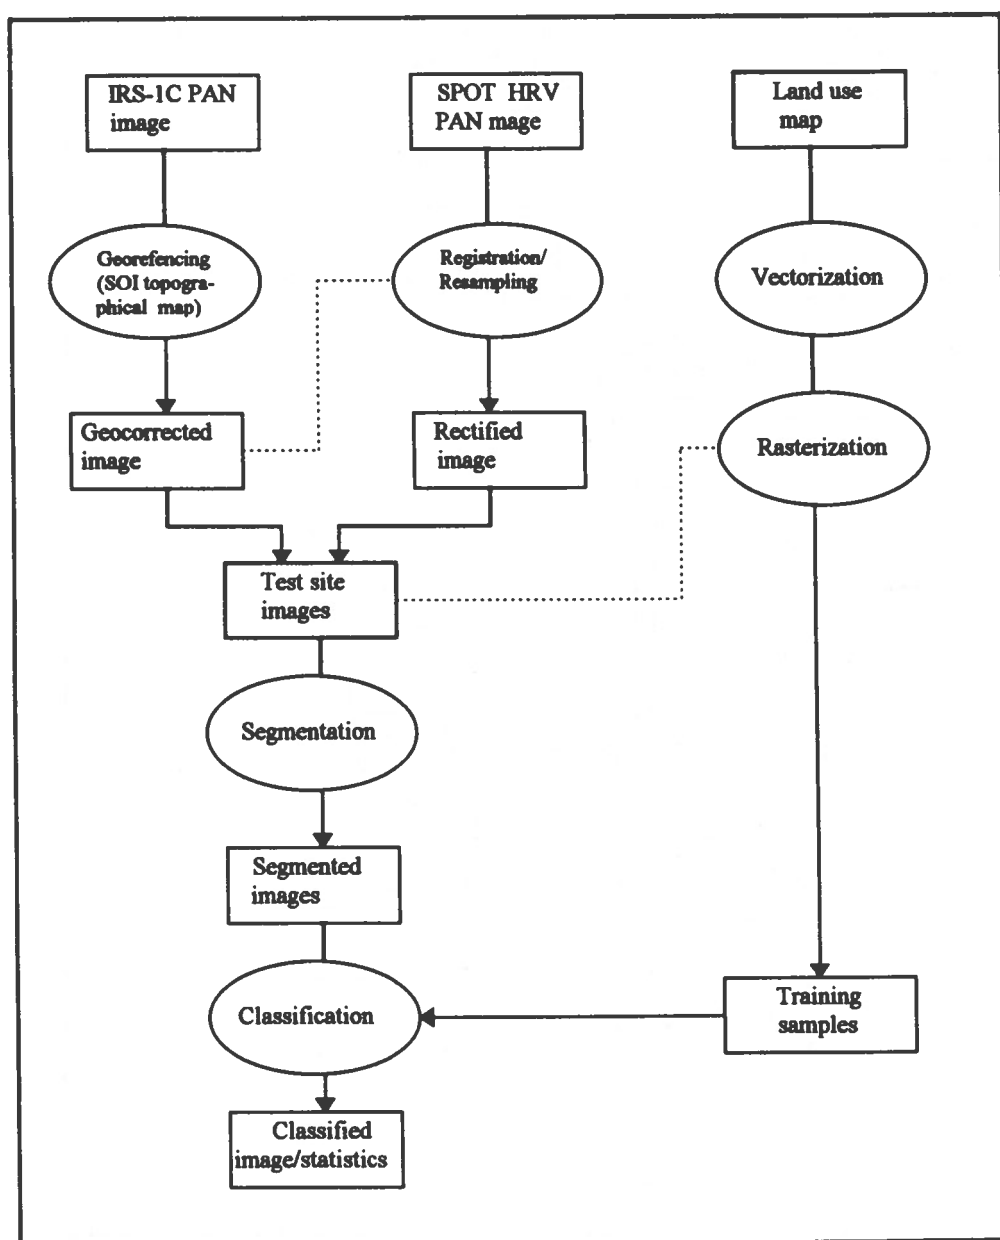 IRS-1C PAN
image
SPOT HRV
PAN mage
Land use
map
Georefencing
(SOI topogra-
phical map)
Registration/
Resampling
Vectorization
Geocorrected
image
Rectified
image
Rasterization
Test site
images
Segmentation
Segmented
images
Classification
Training
samples
Classified
image/statistics